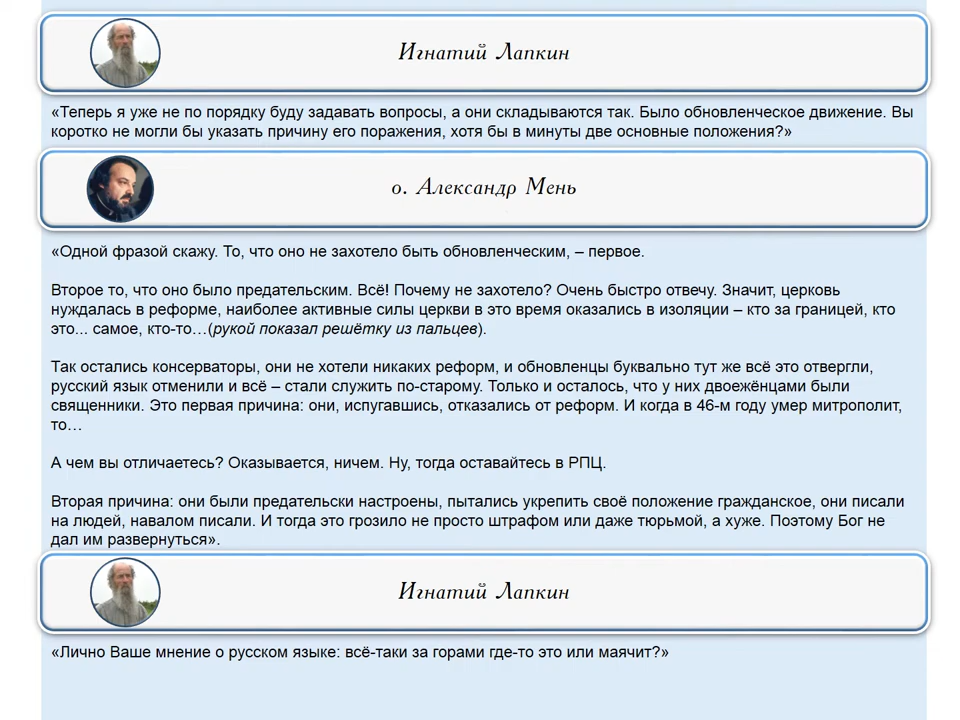 Игнатий Лапкин
«Теперь я уже не по порядку буду задавать вопросы, а они складываются так. Было обновленческое движение. Вы
коротко не могли бы указать причину его поражения, хотя бы в минуты две основные положения?»
о. Александр Мень
«Одной фразой скажу. То, что оно не захотело быть обновленческим, – первое.
Второе то, что оно было предательским. Всё! Почему не захотело? Очень быстро отвечу. Значит, церковь
нуждалась в реформе, наиболее активные силы церкви в это время оказались в изоляции – кто за границей, кто
это... самое, кто-то…(рукой показал решётку из пальцев).
Так остались консерваторы, они не хотели никаких реформ, и обновленцы буквально тут же всё это отвергли,
русский язык отменили и всё – стали служить по-старому. Только и осталось, что у них двоежёнцами были
священники. Это первая причина: они, испугавшись, отказались от реформ. И когда в 46-м году умер митрополит,
то…
А чем вы отличаетесь? Оказывается, ничем. Ну, тогда оставайтесь в РПЦ.
Вторая причина: они были предательски настроены, пытались укрепить своё положение гражданское, они писали
на людей, навалом писали. И тогда это грозило не просто штрафом или даже тюрьмой, а хуже. Поэтому Бог не
дал им развернуться».
Игнатий Лапкин
«Лично Ваше мнение о русском языке: всё-таки за горами где-то это или маячит?»